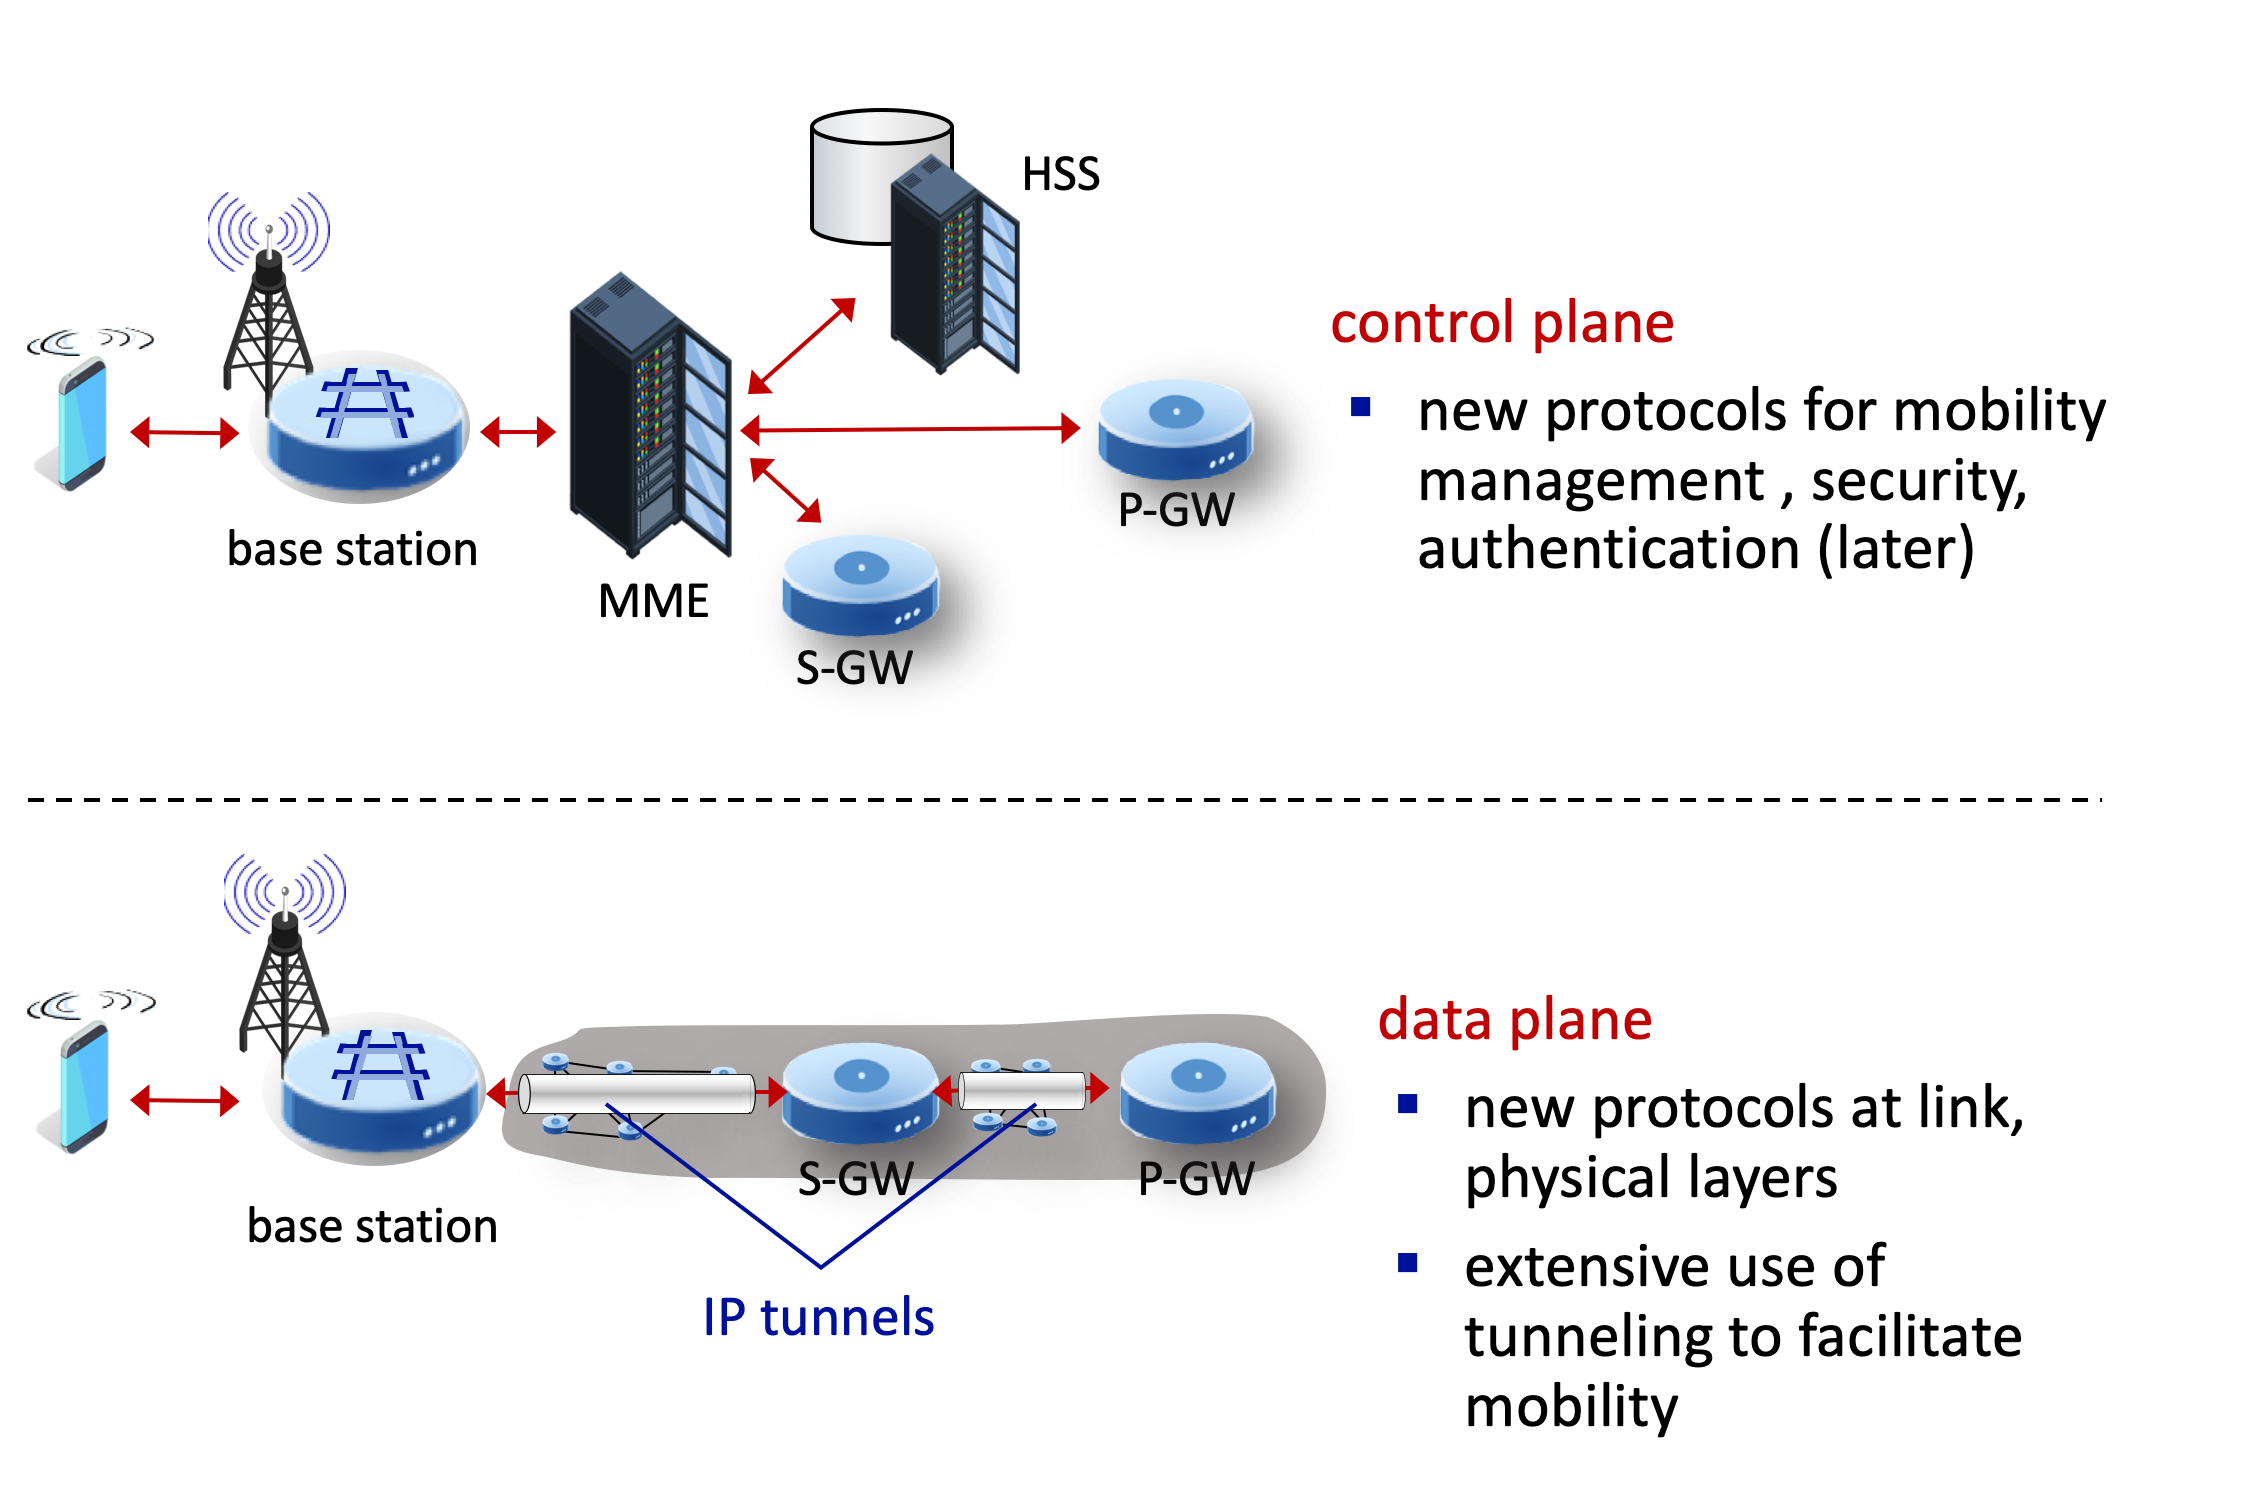 HSS
base station
MME
P-GW
S-GW
control plane
▪ new protocols for mobility
management , security,
authentication (later)
base station
S-GW
P-GW
IP tunnels
data plane
▪ new protocols at link,
physical layers
▪ extensive use of
tunneling to facilitate
mobility